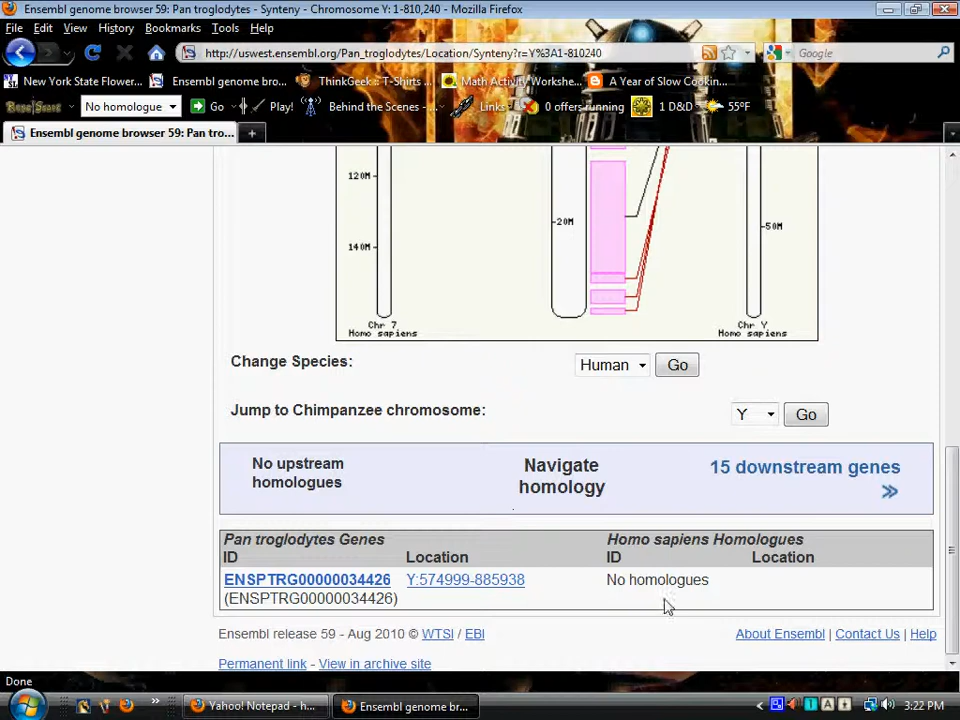 Ensembl genome browser 59: Pan troglodytes - Synteny - Chromosome Y: 1-810,240 - Mozilla Firefox
File Edit View History Bookmarks Tools Help
http://uswest.ensembl.org/Pan_troglodytes/Location/Synteny?r=Y%3A1-810240
Google
New York State Flower... Ensembl genome bro... ThinkGeek :: T-Shirts ... Math Activity Workshe... A Year of Slow Cookin...
No homologue Go Play! Behind the Scenes - ... Links 0 offers running 1 D&D 55°F
Ensembl genome browser 59: Pan tro...
120M
20M
50M
140M
Chr 7
Homo sapiens
Chr Y
Homo sapiens
Change Species: Human Go
Jump to Chimpanzee chromosome: Y Go
No upstream
homologues
Navigate
homology
15 downstream genes
Pan troglodytes Genes Homo sapiens Homologues
ID Location ID Location
ENSPTRG00000034426 Y:574999-885938 No homologues
(ENSPTRG00000034426)
Ensembl release 59 - Aug 2010 © WTSI / EBI About Ensembl | Contact Us | Help
Permanent link - View in archive site
Done
Yahoo! Notepad - h... Ensembl genome br... 3:22 PM